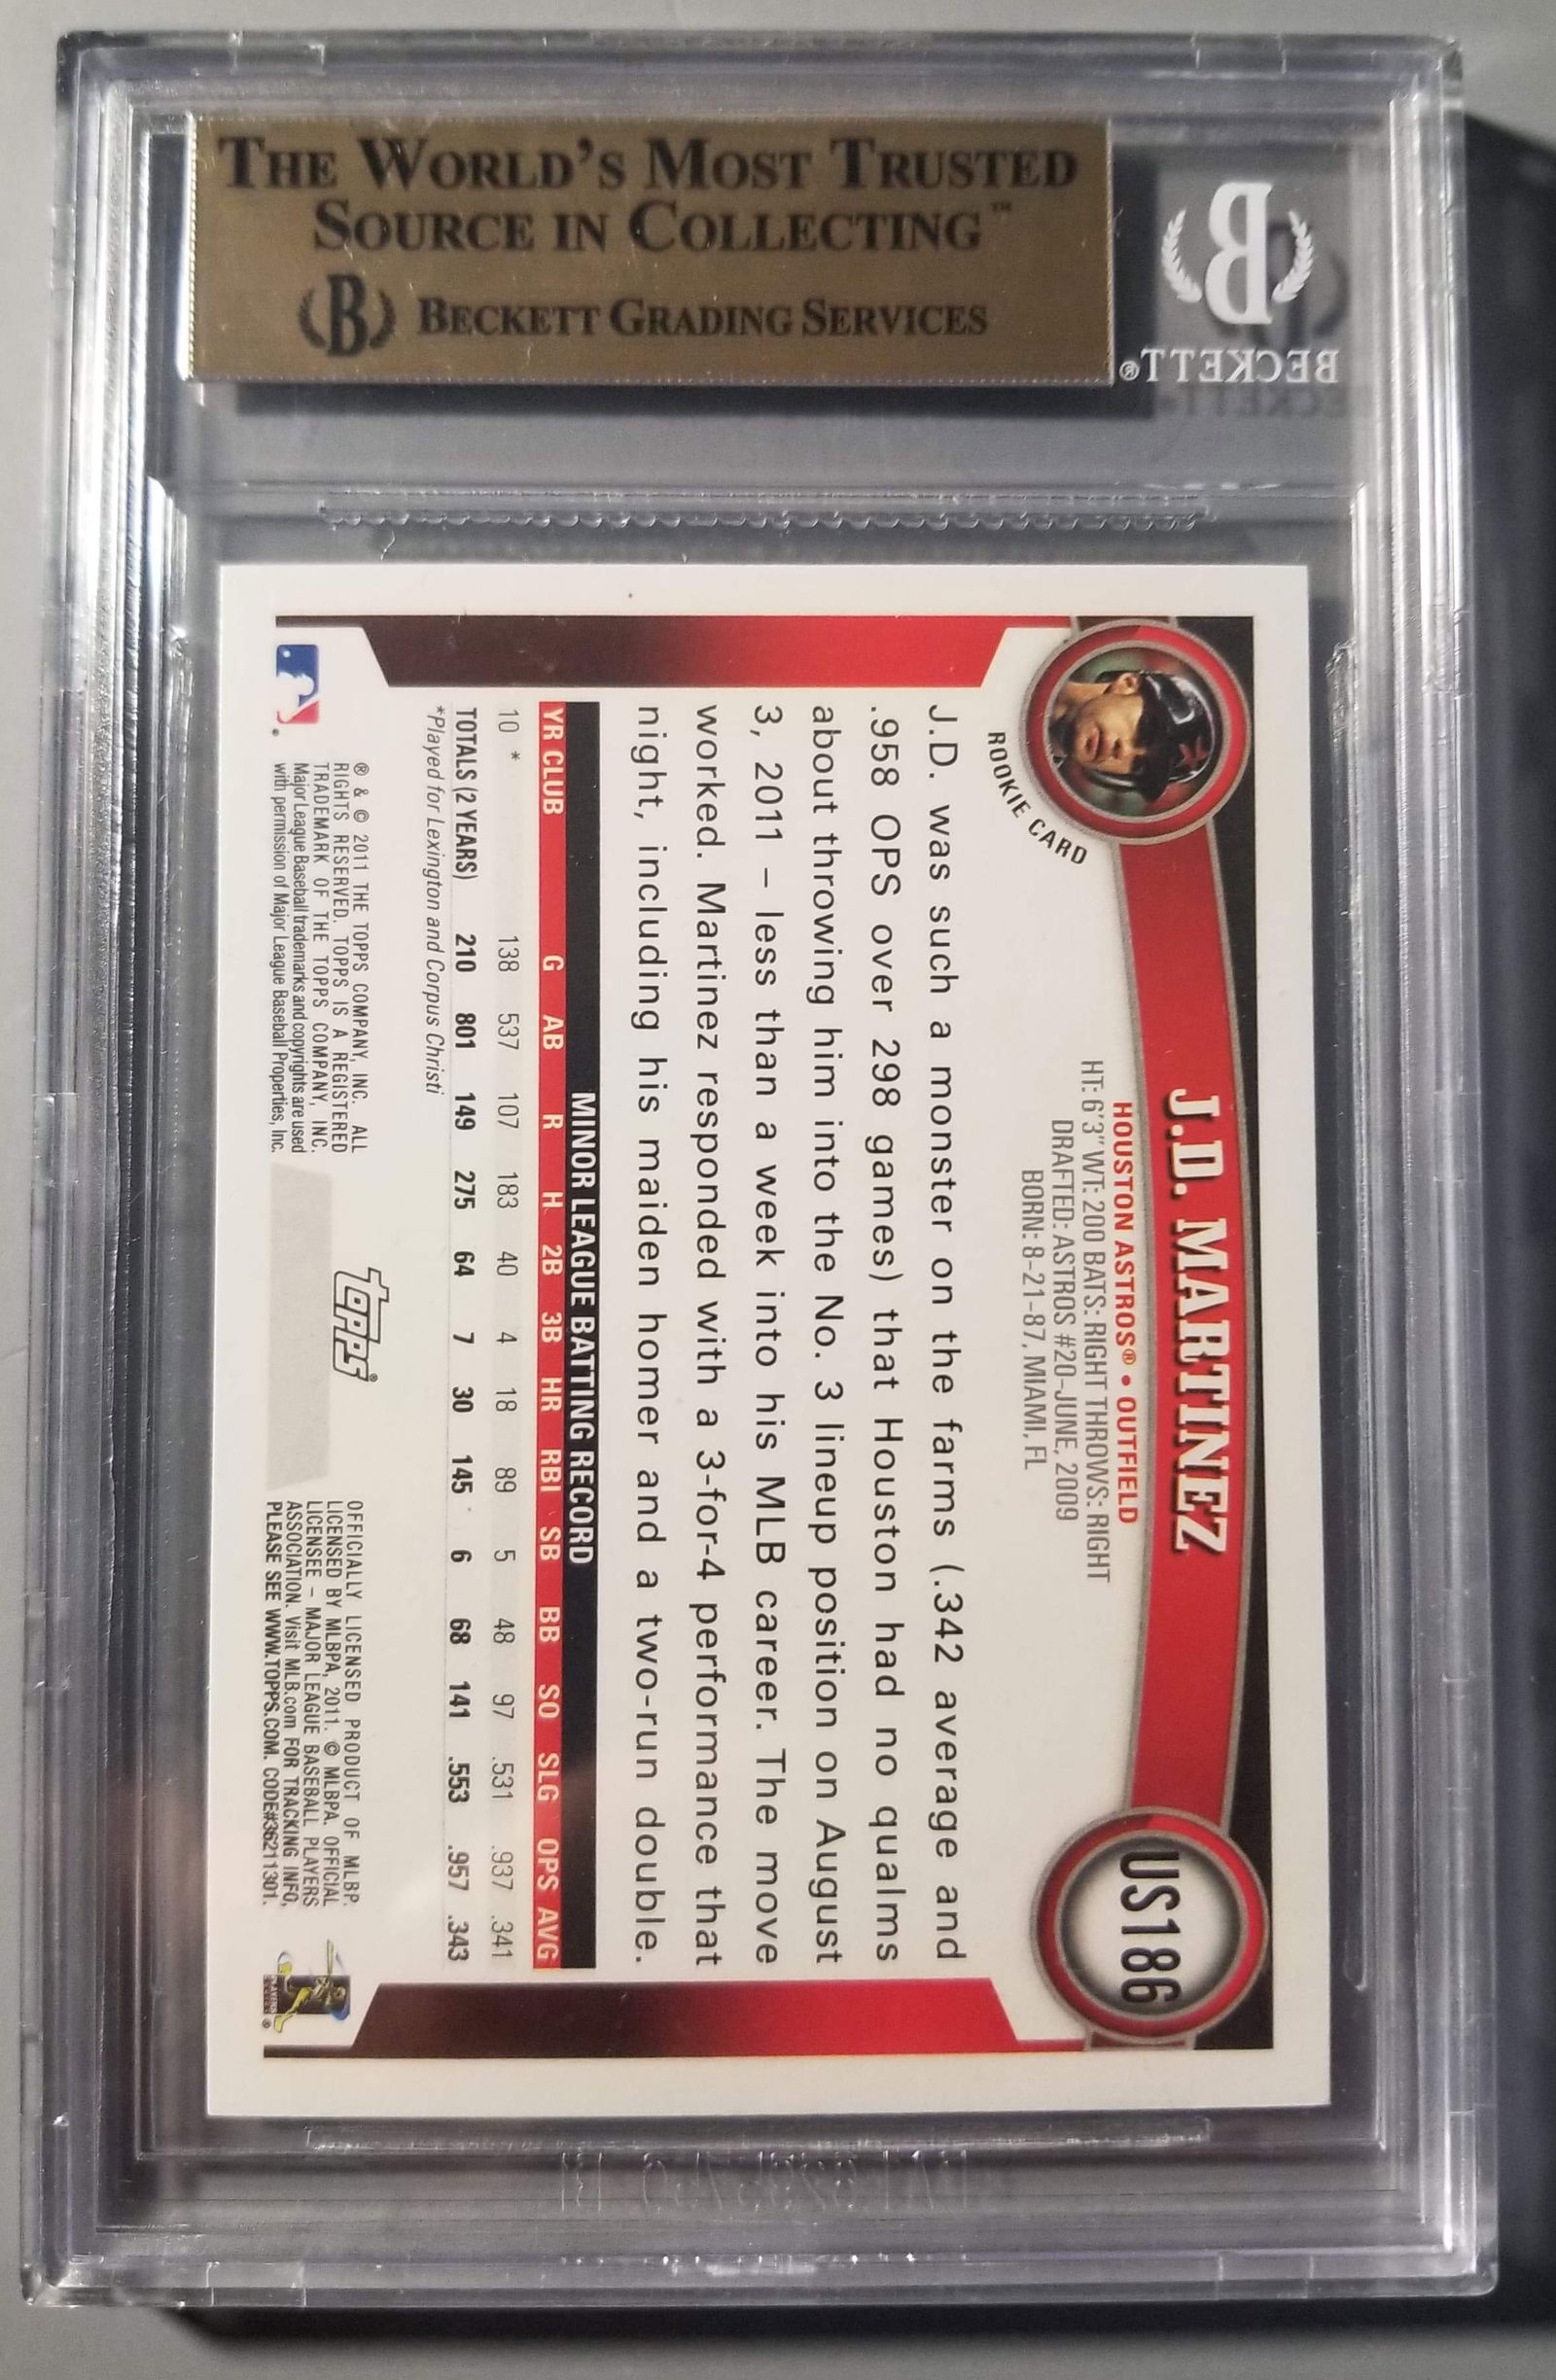 THE WORLD'S MOST TRUSTED
SOURCE IN COLLECTING™
B BECKETT GRADING SERVICES
B
BECKETT®
ROOKIE CARD
J.D. MARTINEZ
US186
HOUSTON ASTROS® • OUTFIELD
HT: 6'3" WT: 200 BATS: RIGHT THROWS: RIGHT
DRAFTED: ASTROS #20-JUNE, 2009
BORN: 8-21-87, MIAMI, FL
J.D. was such a monster on the farms (.342 average and
.958 OPS over 298 games) that Houston had no qualms
about throwing him into the No. 3 lineup position on August
3, 2011 – less than a week into his MLB career. The move
worked. Martinez responded with a 3-for-4 performance that
night, including his maiden homer and a two-run double.
MINOR LEAGUE BATTING RECORD
YR CLUB G AB R H 2B 3B HR RBI SB BB SO SLG OPS AVG
10 * 138 537 107 183 40 4 18 89 5 48 97 .531 .937 .341
TOTALS (2 YEARS) 210 801 149 275 64 7 30 145 6 68 141 .553 .957 .343
*Played for Lexington and Corpus Christi
® & © 2011 THE TOPPS COMPANY, INC. ALL
RIGHTS RESERVED. TOPPS IS A REGISTERED
TRADEMARK OF THE TOPPS COMPANY, INC.
Major League Baseball trademarks and copyrights are used
with permission of Major League Baseball Properties, Inc.
topps®
OFFICIALLY LICENSED PRODUCT OF MLBP.
LICENSED BY MLBPA, 2011. © MLBPA. OFFICIAL
LICENSEE – MAJOR LEAGUE BASEBALL PLAYERS
ASSOCIATION. Visit MLB.com FOR TRACKING INFO,
PLEASE SEE WWW.TOPPS.COM. CODE#36211301.